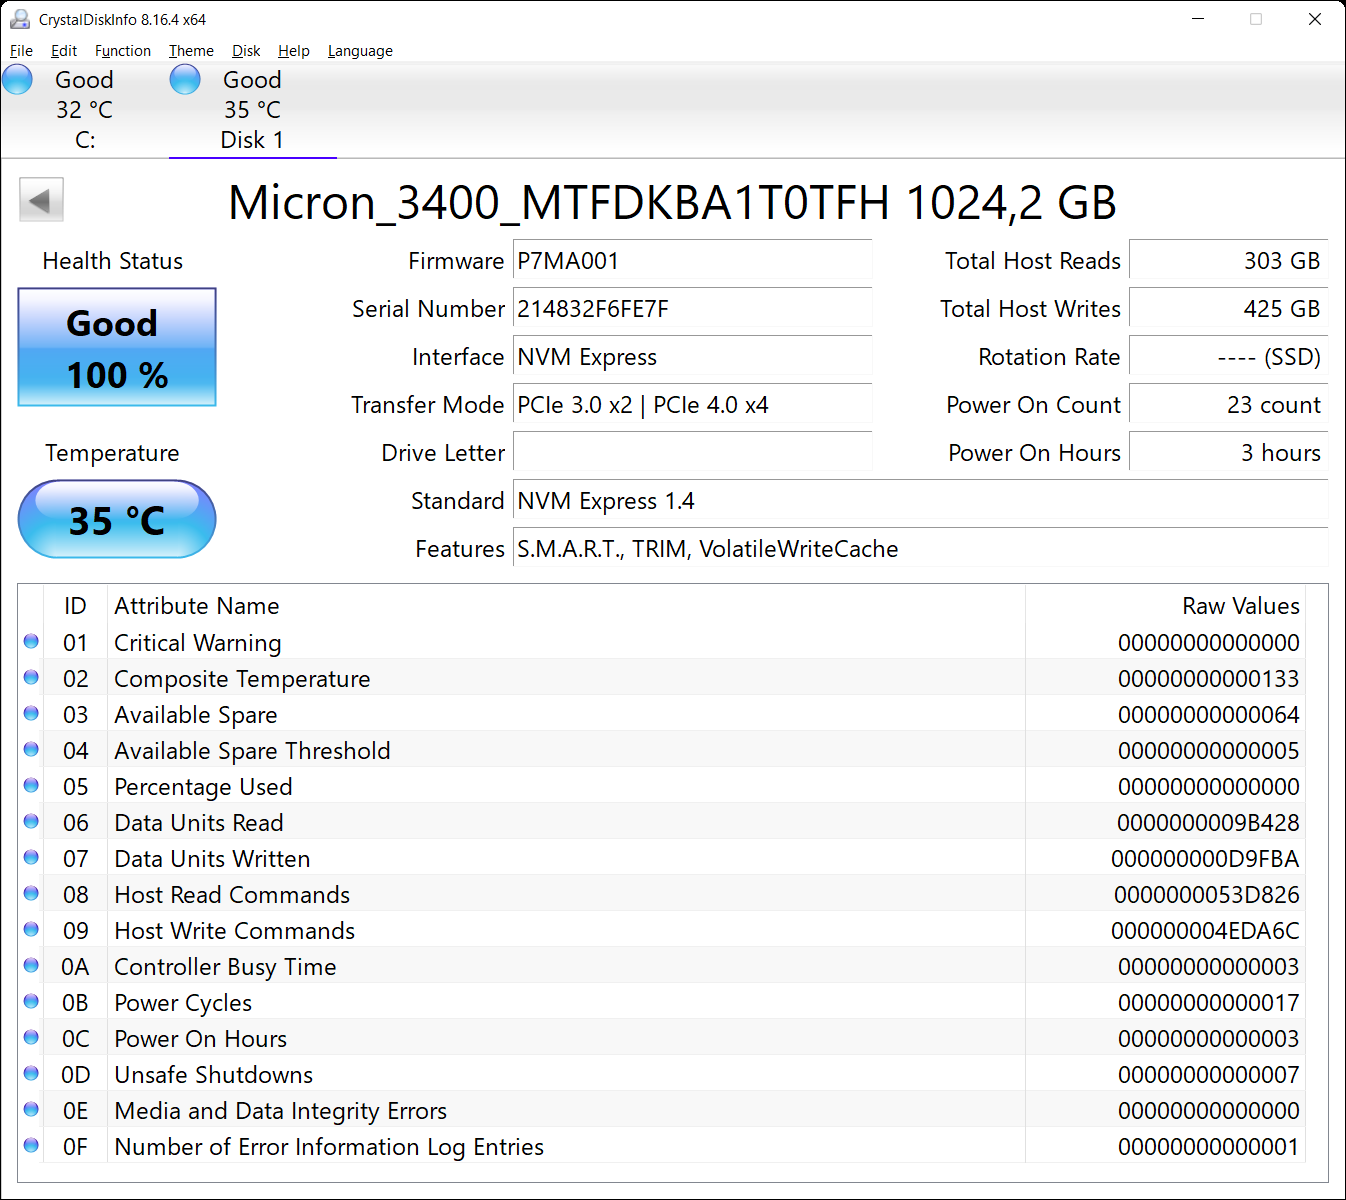 CrystalDiskInfo 8.16.4 x64
File Edit Function Theme Disk Help Language
Good Good
32 °C 35 °C
C: Disk 1
Micron_3400_MTFDKBA1T0TFH 1024,2 GB
Health Status
Good
100 %
Temperature
35 °C
Firmware P7MA001
Serial Number 214832F6FE7F
Interface NVM Express
Transfer Mode PCIe 3.0 x2 | PCIe 4.0 x4
Drive Letter
Standard NVM Express 1.4
Features S.M.A.R.T., TRIM, VolatileWriteCache
Total Host Reads 303 GB
Total Host Writes 425 GB
Rotation Rate ---- (SSD)
Power On Count 23 count
Power On Hours 3 hours
ID Attribute Name Raw Values
01 Critical Warning 00000000000000
02 Composite Temperature 00000000000133
03 Available Spare 00000000000064
04 Available Spare Threshold 00000000000005
05 Percentage Used 00000000000000
06 Data Units Read 0000000009B428
07 Data Units Written 000000000D9FBA
08 Host Read Commands 0000000053D826
09 Host Write Commands 000000004EDA6C
0A Controller Busy Time 00000000000003
0B Power Cycles 00000000000017
0C Power On Hours 00000000000003
0D Unsafe Shutdowns 00000000000007
0E Media and Data Integrity Errors 00000000000000
0F Number of Error Information Log Entries 00000000000001